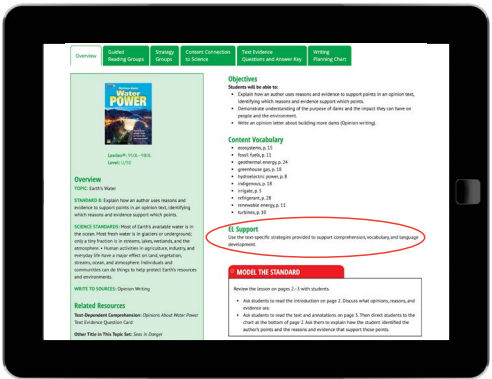 Overview
Guided
Reading Groups
Strategy
Groups
Content Connection
to Science
Text Evidence
Questions and Answer Key
Writing
Planning Chart
Water
POWER
Lexiles®: 910L–980L
Level: U/50
Overview
TOPIC: Earth's Water
STANDARD 8: Explain how an author uses reasons and
evidence to support points in an opinion text, identifying
which reasons and evidence support which points.
SCIENCE STANDARDS: Most of Earth's available water is in
the ocean. Most fresh water is in glaciers or underground;
only a tiny fraction is in streams, lakes, wetlands, and the
atmosphere. • Human activities in agriculture, industry, and
everyday life have a major effect on land, vegetation,
streams, ocean, and atmosphere. Individuals and
communities can do things to help protect Earth's resources
and environments.
WRITE TO SOURCES: Opinion Writing
Related Resources
Text-Dependent Comprehension: Opinions About Water Power
Text Evidence Question Card
Other Title in This Topic Set: Seas in Danger
Objectives
Students will be able to:
• Explain how an author uses reasons and evidence to support points in an opinion text,
identifying which reasons and evidence support which points.
• Demonstrate understanding of the purpose of dams and the impact they can have on
people and the environment.
• Write an opinion letter about building more dams (Opinion writing).
Content Vocabulary
• ecosystems, p. 15
• fossil fuels, p. 11
• geothermal energy, p. 24
• greenhouse gas, p. 18
• hydroelectric power, p. 8
• indigenous, p. 18
• irrigate, p. 5
• refrigerant, p. 28
• renewable energy, p. 11
• turbines, p. 10
EL Support
Use the text-specific strategies provided to support comprehension, vocabulary, and language
development.
MODEL THE STANDARD
Review the lesson on pages 2–3 with students.
• Ask students to read the introduction on page 2. Discuss what opinions, reasons, and
evidence are.
• Ask students to read the text and annotations on page 3. Then direct students to the
chart at the bottom of page 3. Ask them to explain how the student identified the
author's points and the reasons and evidence that support those points.